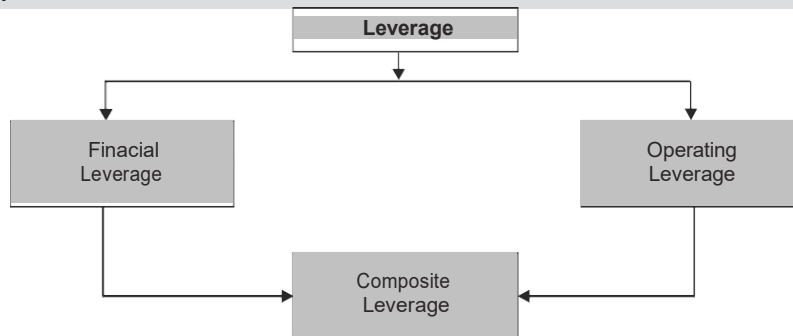 Leverage
Finacial
Leverage
Operating
Leverage
Composite
Leverage